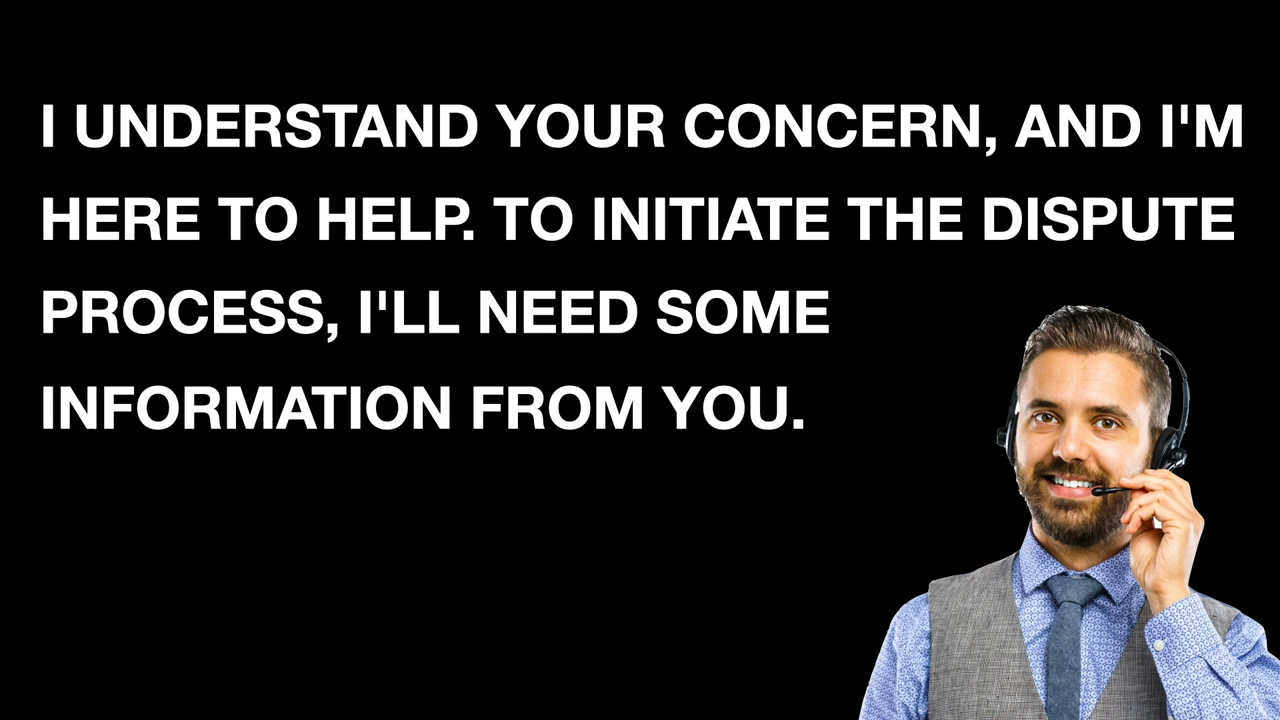 I UNDERSTAND YOUR CONCERN, AND I'M
HERE TO HELP. TO INITIATE THE DISPUTE
PROCESS, I'LL NEED SOME
INFORMATION FROM YOU.